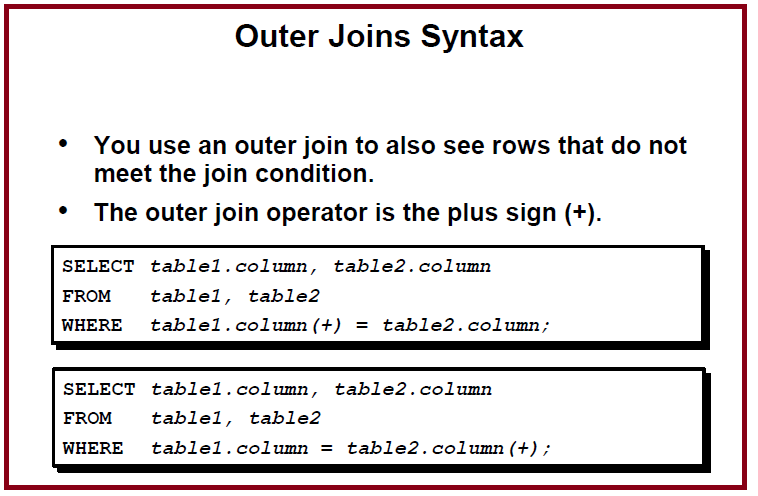 Outer Joins Syntax
• You use an outer join to also see rows that do not
meet the join condition.
• The outer join operator is the plus sign (+).
SELECT table1.column, table2.column
FROM table1, table2
WHERE table1.column(+) = table2.column;
SELECT table1.column, table2.column
FROM table1, table2
WHERE table1.column = table2.column(+);